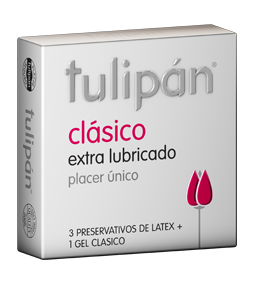 tulipán®
clásico
extra lubricado
placer único
3 PRESERVATIVOS DE LATEX +
1 GEL CLASICO
tulipán®